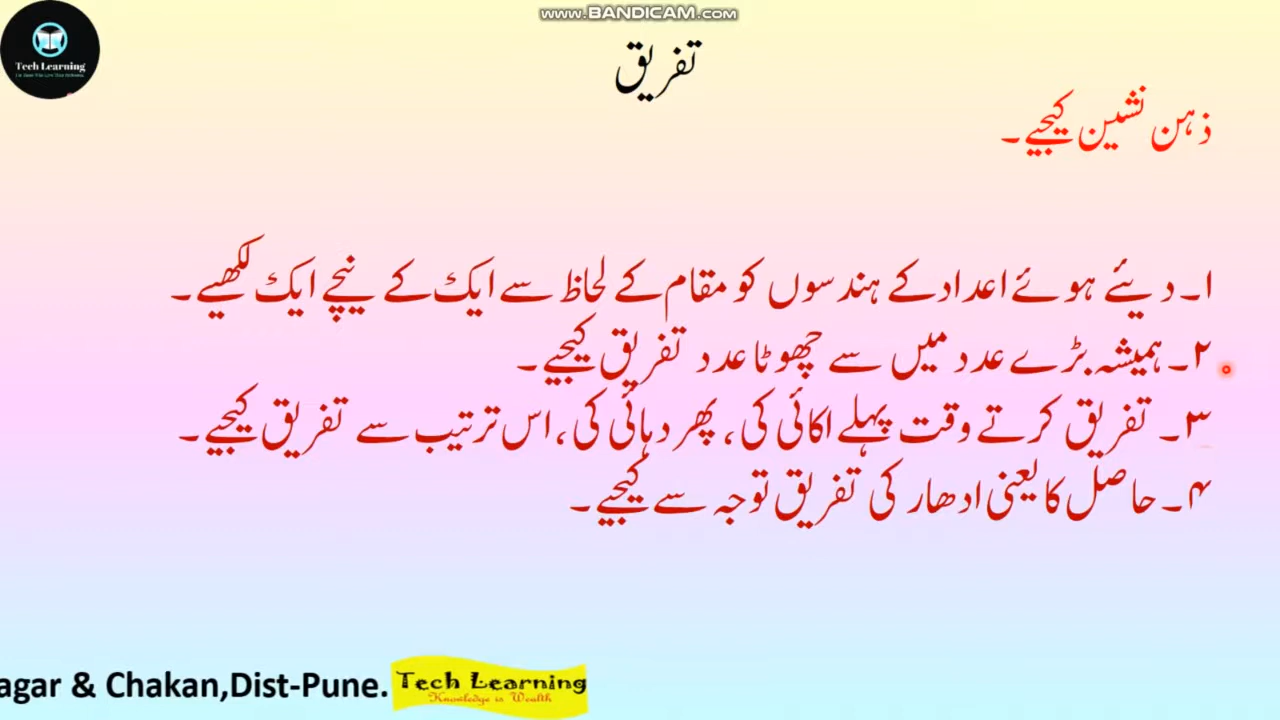 www.BANDICAM.com
Tech Learning
تفریق
ذہن نشین کیجیے۔
۱۔ دیئے ہوئے اعداد کے ہندسوں کو مقام کے لحاظ سے ایک کے نیچے ایک لکھیے۔
۲۔ ہمیشہ بڑے عدد میں سے چھوٹا عدد تفریق کیجیے۔
۳۔ تفریق کرتے وقت پہلے اکائی کی، پھر دہائی کی، اس ترتیب سے تفریق کیجیے۔
۴۔ حاصل کا یعنی ادھار کی تفریق توجہ سے کیجیے۔
agar & Chakan,Dist-Pune.
Tech Learning
Knowledge is Wealth